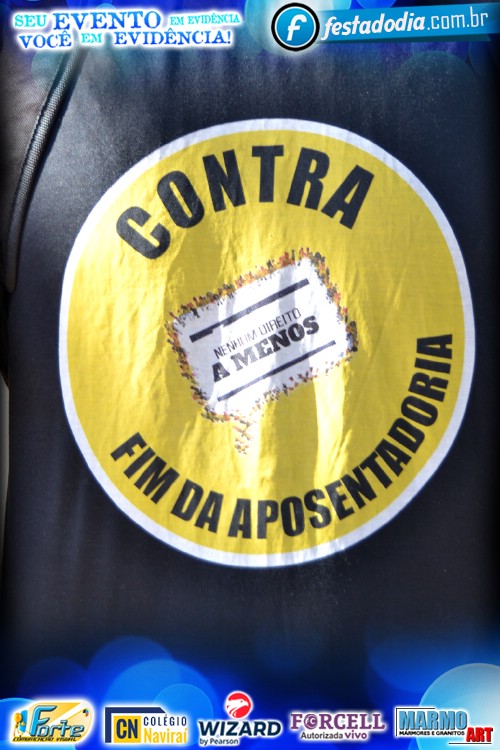 SEU EVENTO EM EVIDÊNCIA
VOCÊ EM EVIDÊNCIA!
f festadodia.com.br
CONTRA
NENHUM DIREITO
A MENOS
FIM DA APOSENTADORIA
Forte
COMUNICAÇÃO VISUAL
CN COLÉGIO
Naviraí
WIZARD
by Pearson
FORCELL
Autorizada vivo
MARMO
MÁRMORES E GRANITOS ART